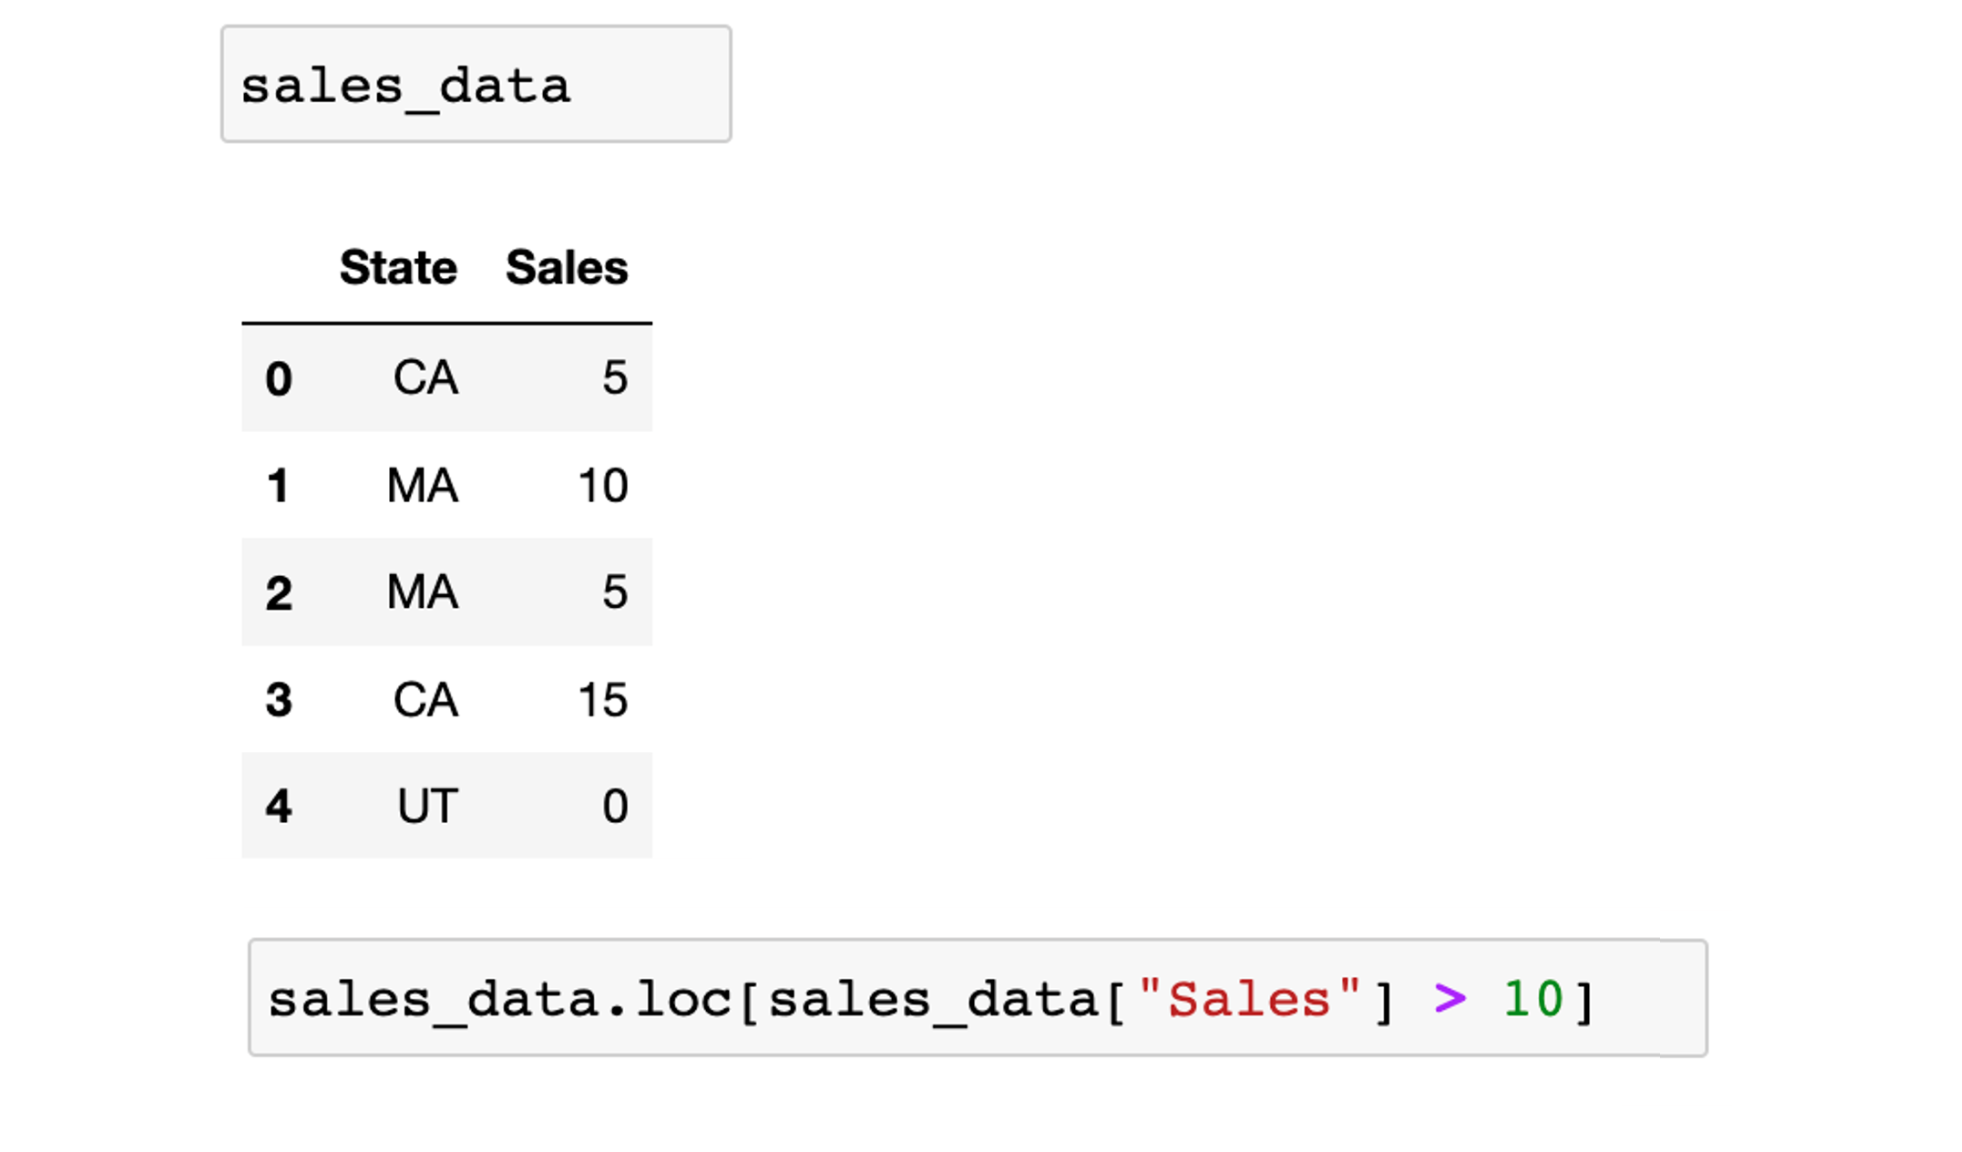 sales_data
State Sales
0 CA 5
1 MA 10
2 MA 5
3 CA 15
4 UT 0
sales_data.loc[sales_data["Sales"] > 10]